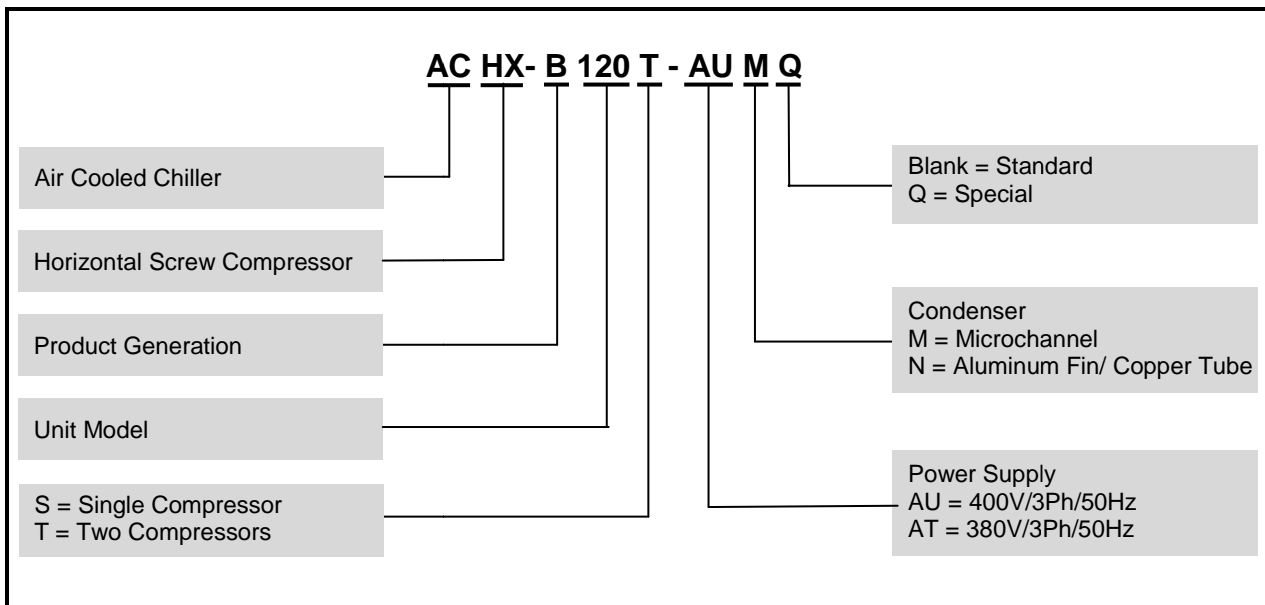 AC HX- B 120 T - AU M Q
Air Cooled Chiller
Horizontal Screw Compressor
Product Generation
Unit Model
S = Single Compressor
T = Two Compressors
Blank = Standard
Q = Special
Condenser
M = Microchannel
N = Aluminum Fin/ Copper Tube
Power Supply
AU = 400V/3Ph/50Hz
AT = 380V/3Ph/50Hz